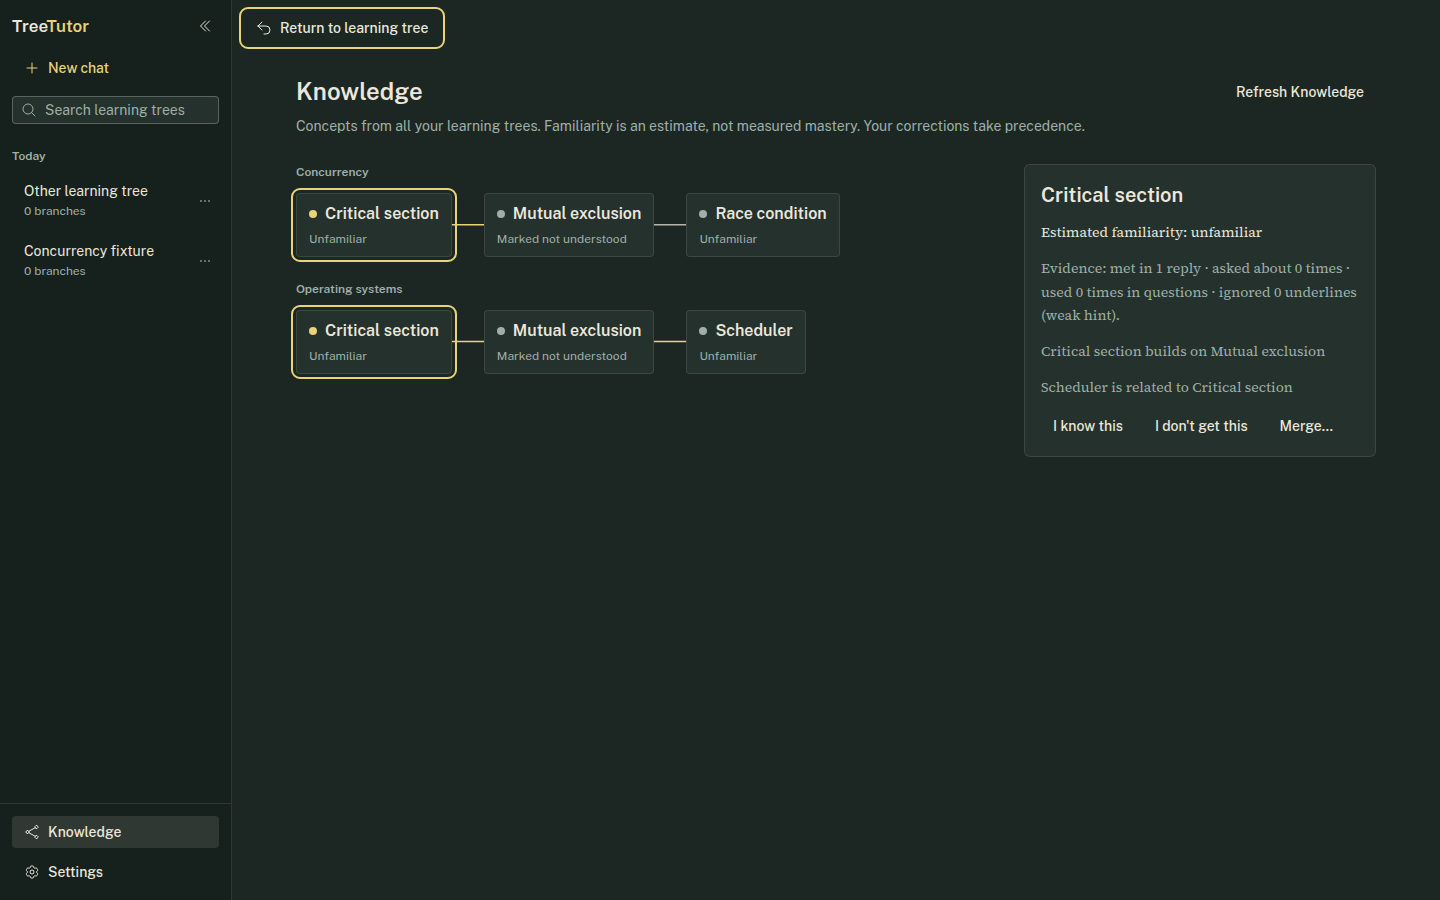 TreeTutor
New chat
Search learning trees
Today
Other learning tree
0 branches
...
Concurrency fixture
0 branches
...
Knowledge
Settings
Return to learning tree
Knowledge
Refresh Knowledge
Concepts from all your learning trees. Familiarity is an estimate, not measured mastery. Your corrections take precedence.
Concurrency
Critical section
Unfamiliar
Mutual exclusion
Marked not understood
Race condition
Unfamiliar
Operating systems
Critical section
Unfamiliar
Mutual exclusion
Marked not understood
Scheduler
Unfamiliar
Critical section
Estimated familiarity: unfamiliar
Evidence: met in 1 reply · asked about 0 times ·
used 0 times in questions · ignored 0 underlines
(weak hint).
Critical section builds on Mutual exclusion
Scheduler is related to Critical section
I know this
I don't get this
Merge...